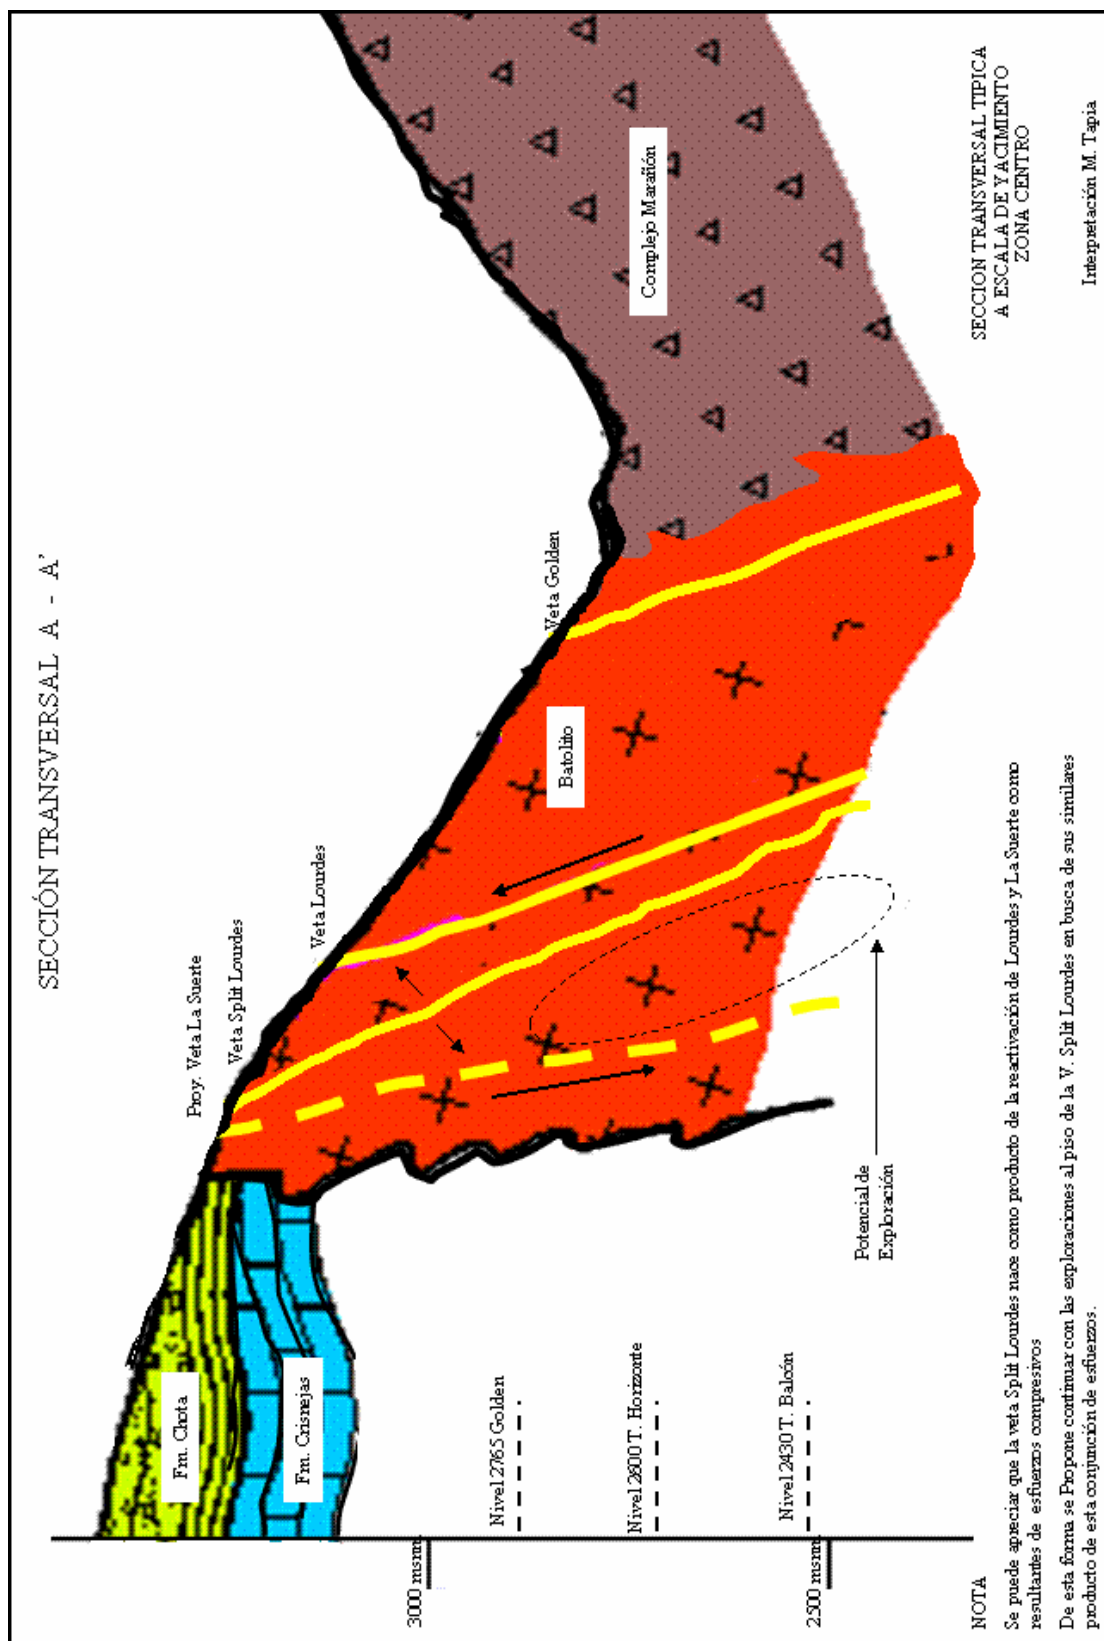 SECCIÓN TRANSVERSAL A - A'
Proy. Veta La Suerte
Veta Split Lourdes
Veta Lourdes
Veta Golden
Fm. Chota
Fm. Crisnejas
Batolito
Complejo Marañón
3000 msnm
2500 msnm
Nivel 2765 Golden
Nivel 2600 T. Horizonte
Nivel 2430 T. Balcón
Potencial de
Exploración
SECCION TRANSVERSAL TIPICA
A ESCALA DE YACIMIENTO
ZONA CENTRO
Interpretación M. Tapia
NOTA
Se puede apreciar que la veta Split Lourdes nace como producto de la reactivación de Lourdes y La Suerte como
resultantes de esfuerzos compresivos
De esta forma se Propone continuar con las exploraciones al piso de la V. Split Lourdes en busca de sus similares
producto de esta conjunción de esfuerzos.